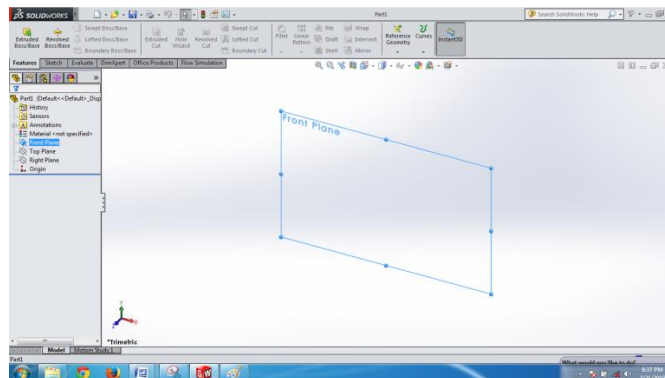 SOLIDWORKS
Part1
Search SolidWorks Help
Extruded Boss/Base
Revolved Boss/Base
Swept Boss/Base
Lofted Boss/Base
Boundary Boss/Base
Extruded Cut
Hole Wizard
Revolved Cut
Swept Cut
Lofted Cut
Boundary Cut
Fillet
Linear Pattern
Rib
Draft
Shell
Wrap
Intersect
Mirror
Reference Geometry
Curves
Instant3D
Features
Sketch
Evaluate
DimXpert
Office Products
Flow Simulation
Part1 (Default<<Default>_Disp
History
Sensors
Annotations
Material <not specified>
Front Plane
Top Plane
Right Plane
Origin
Front Plane
*Trimetric
Model
Motion Study 1
Part1
What would you like to do?
6:37 PM